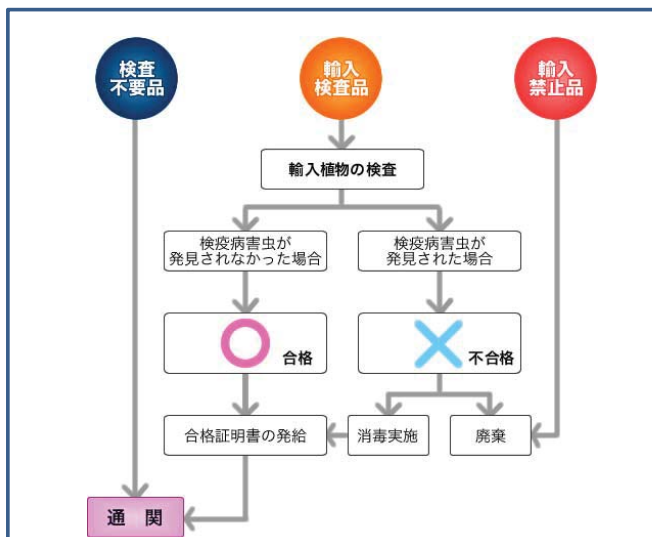 検査
不要品
輸入
検査品
輸入
禁止品
輸入植物の検査
検疫病害虫が
発見されなかった場合
検疫病害虫が
発見された場合
合格
不合格
合格証明書の発給
消毒実施
廃棄
通　関